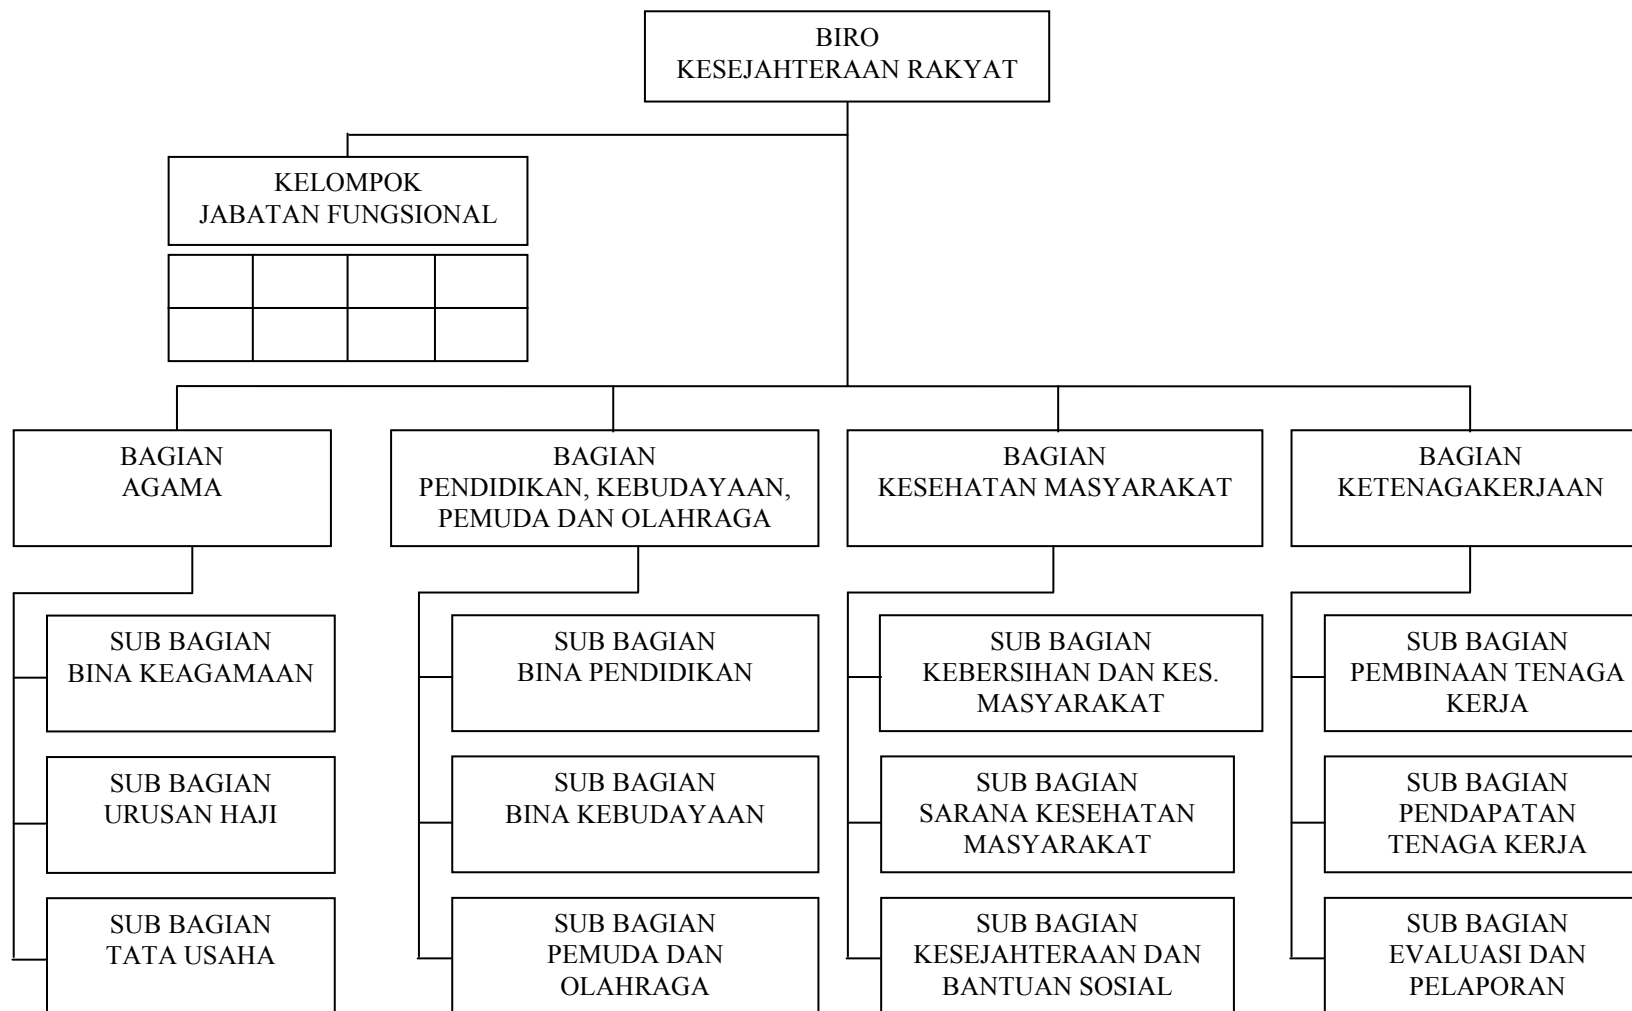 BIRO
KESEJAHTERAAN RAKYAT
KELOMPOK
JABATAN FUNGSIONAL
BAGIAN
AGAMA
BAGIAN
PENDIDIKAN, KEBUDAYAAN,
PEMUDA DAN OLAHRAGA
BAGIAN
KESEHATAN MASYARAKAT
BAGIAN
KETENAGAKERJAAN
SUB BAGIAN
BINA KEAGAMAAN
SUB BAGIAN
BINA PENDIDIKAN
SUB BAGIAN
KEBERSIHAN DAN KES.
MASYARAKAT
SUB BAGIAN
PEMBINAAN TENAGA
KERJA
SUB BAGIAN
URUSAN HAJI
SUB BAGIAN
BINA KEBUDAYAAN
SUB BAGIAN
SARANA KESEHATAN
MASYARAKAT
SUB BAGIAN
PENDAPATAN
TENAGA KERJA
SUB BAGIAN
TATA USAHA
SUB BAGIAN
PEMUDA DAN
OLAHRAGA
SUB BAGIAN
KESEJAHTERAAN DAN
BANTUAN SOSIAL
SUB BAGIAN
EVALUASI DAN
PELAPORAN